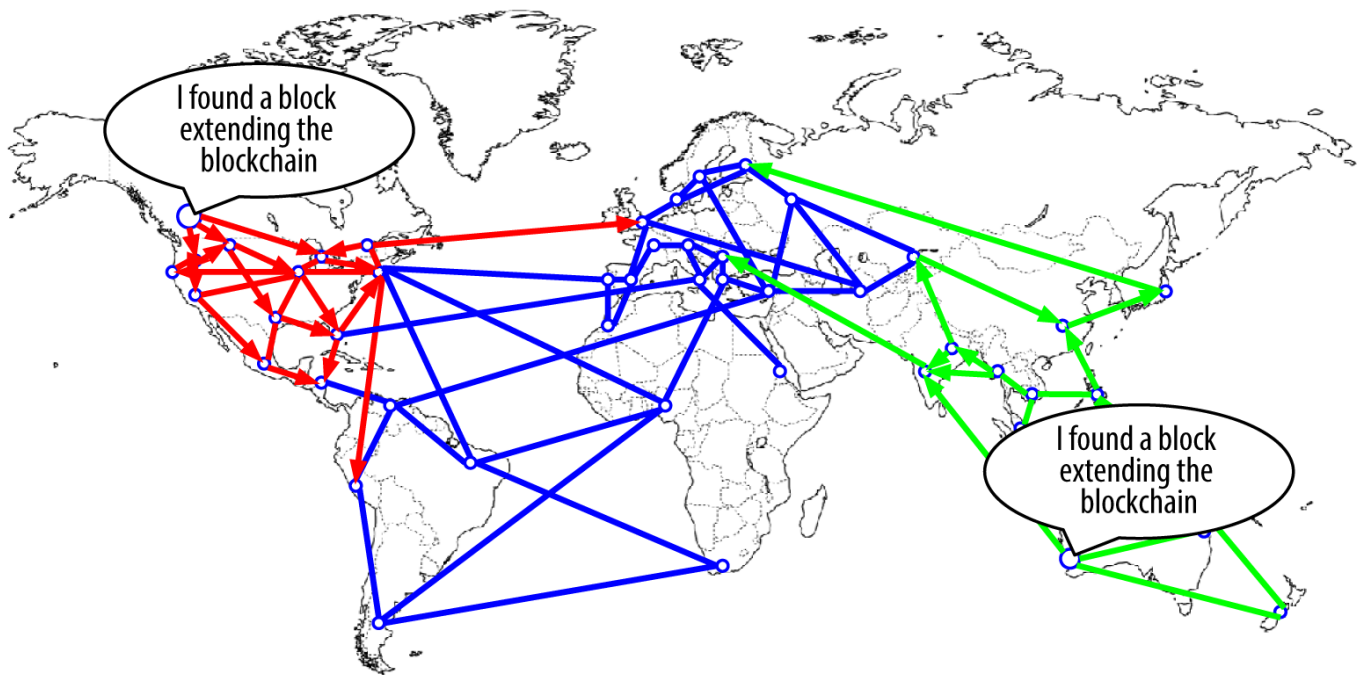 I found a block
extending the
blockchain
I found a block
extending the
blockchain